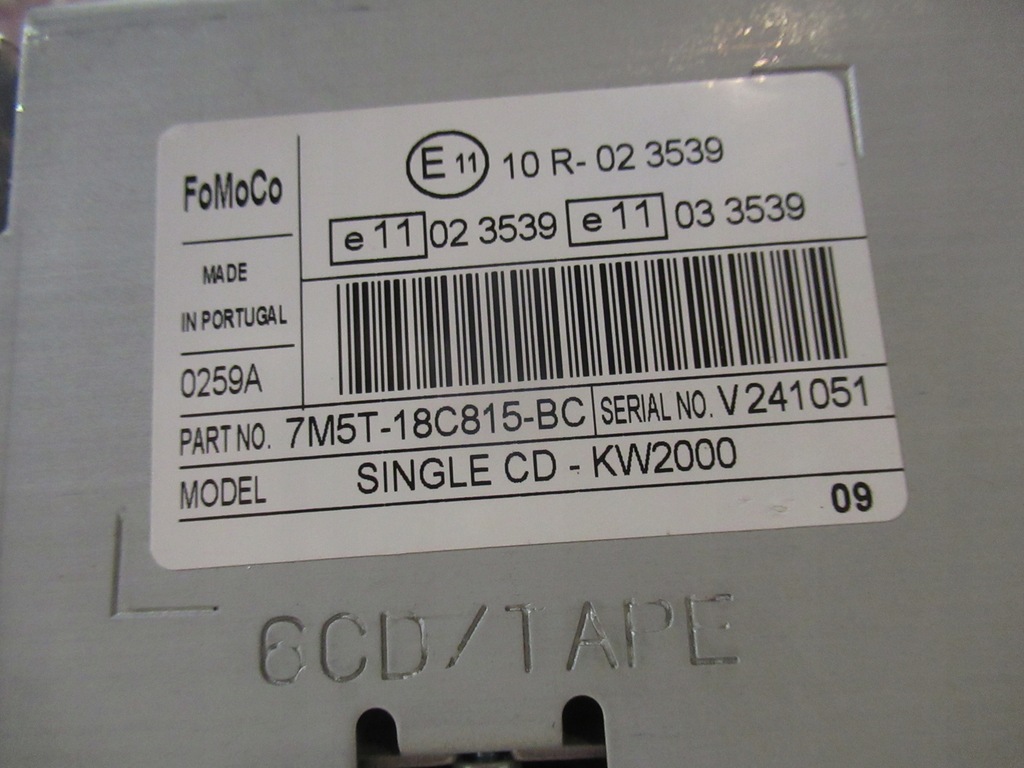 FoMoCo
MADE
IN PORTUGAL
0259A
E 11 10 R- 02 3539
e 11 02 3539 e 11 03 3539
PART NO. 7M5T-18C815-BC SERIAL NO. V 241051
MODEL SINGLE CD - KW2000
09
6CD/TAPE